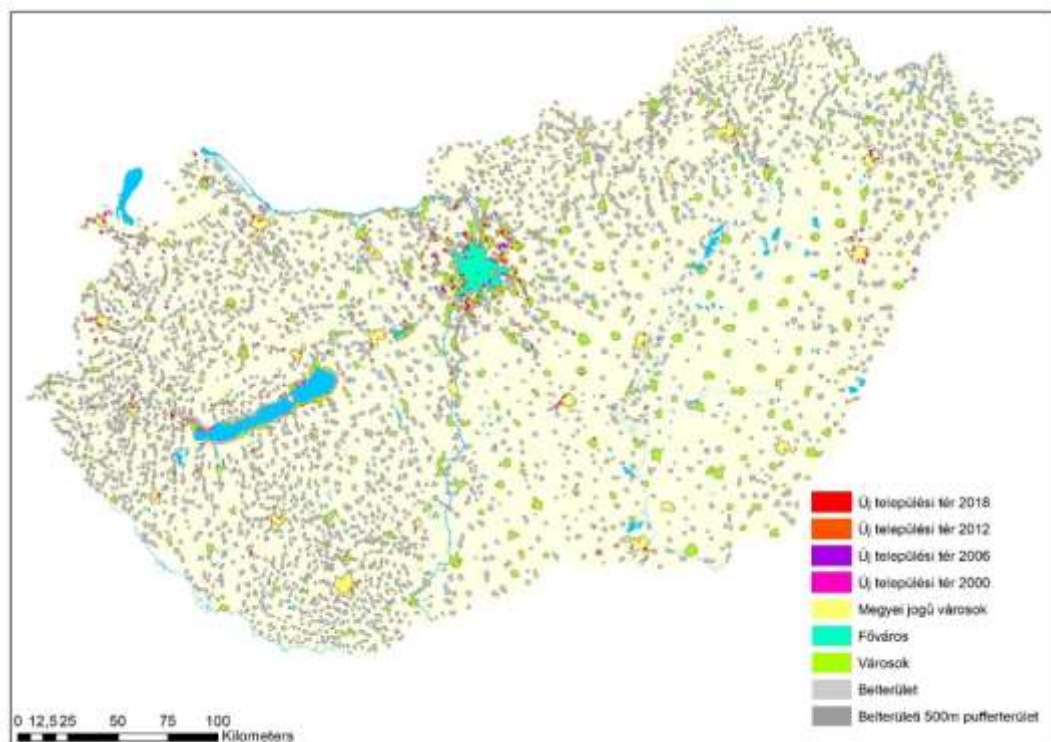 Új települési tér 2018
Új települési tér 2012
Új települési tér 2006
Új települési tér 2000
Megyei jogű városok
Főváros
Városok
Belterület
Belterületi 500m pufferterület
0 12,5 25 50 75 100
Kilometers